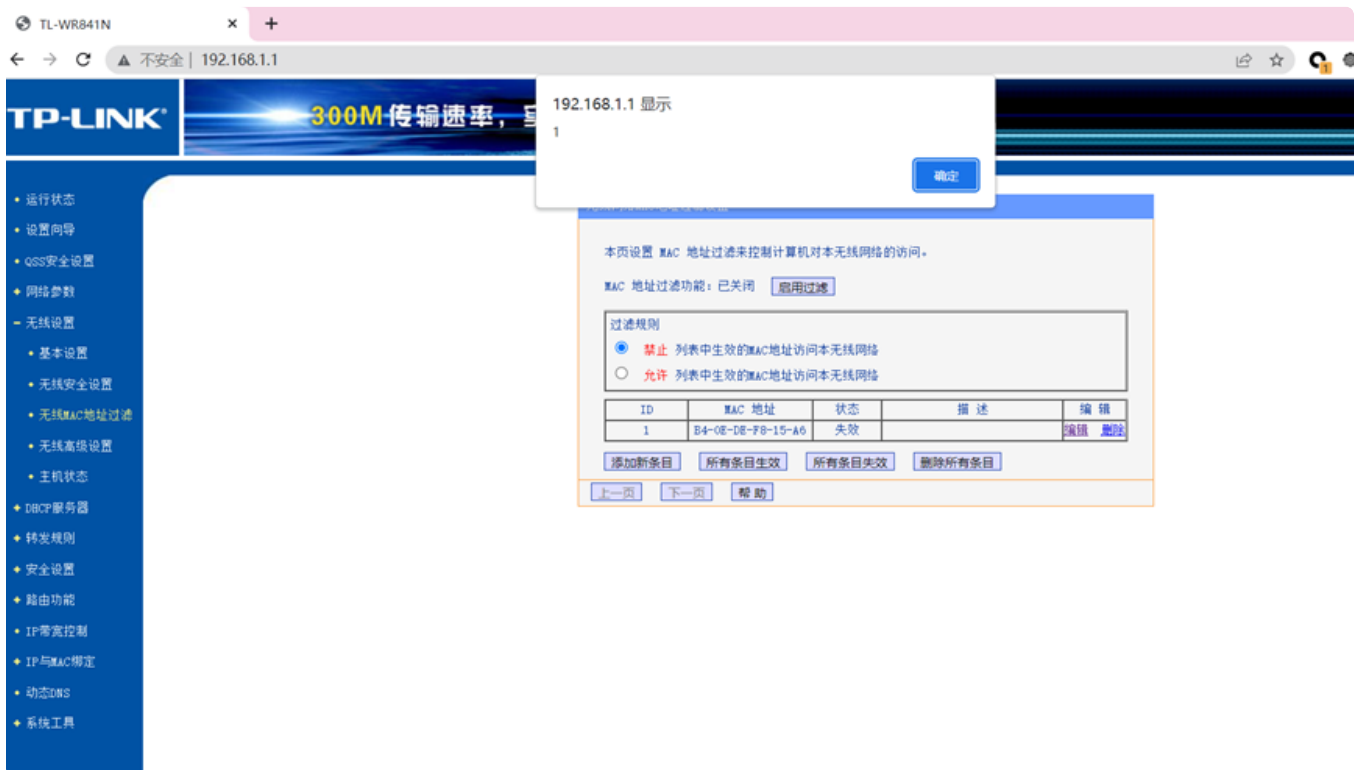 TL-WR841N
不安全 | 192.168.1.1
1
TP-LINK
300M 传输速率,
192.168.1.1 显示
1
确定
• 运行状态
• 设置向导
• QSS安全设置
+ 网络参数
- 无线设置
• 基本设置
• 无线安全设置
• 无线MAC地址过滤
• 无线高级设置
• 主机状态
+ DHCP服务器
+ 转发规则
+ 安全设置
+ 路由功能
• IP带宽控制
+ IP与MAC绑定
• 动态DNS
+ 系统工具
本页设置 MAC 地址过滤来控制计算机对本无线网络的访问。
MAC 地址过滤功能:已关闭 启用过滤
过滤规则
禁止 列表中生效的MAC地址访问本无线网络
允许 列表中生效的MAC地址访问本无线网络
ID MAC 地址 状态 描 述 编 辑
1 B4-0E-DE-F8-15-A6 失效 编辑 删除
添加新条目 所有条目生效 所有条目失效 删除所有条目
上一页 下一页 帮 助